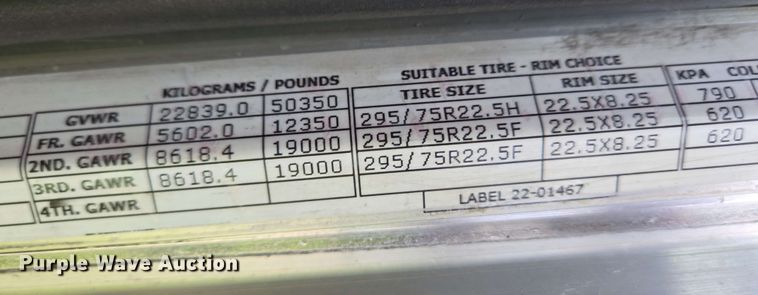 KILOGRAMS / POUNDS SUITABLE TIRE - RIM CHOICE
TIRE SIZE RIM SIZE KPA
GVWR 22839.0 50350
FR. GAWR 5602.0 12350 295/75R22.5H 22.5X8.25 790
2ND. GAWR 8618.4 19000 295/75R22.5F 22.5X8.25 620
3RD. GAWR 8618.4 19000 295/75R22.5F 22.5X8.25 620
4TH. GAWR
LABEL 22-01467
Purple Wave Auction